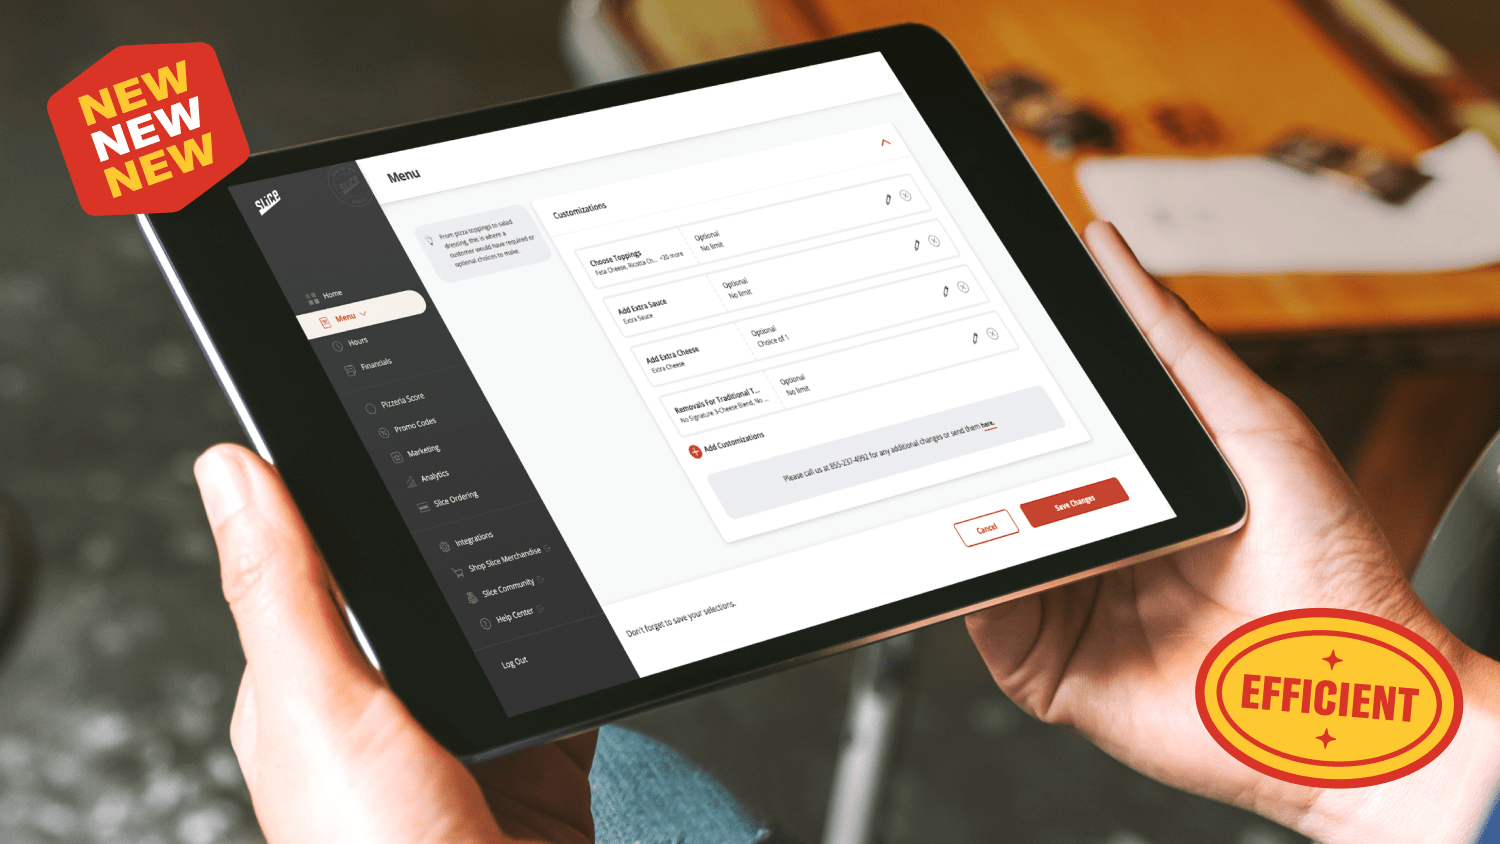 NEW
NEW
NEW
SLiCE
Menu
Home
Menu
Hours
Financials
Pizzeria Score
Promo Codes
Marketing
Analytics
Slice Ordering
Integrations
Shop Slice Merchandise
Slice Community
Help Center
Log Out
From pizza toppings to salad
dressing, this is where a
customer would have required or
optional choices to make.
Customizations
Choose Toppings
Feta Cheese, Ricotta Ch... +20 more
Optional
No limit
Add Extra Sauce
Extra Sauce
Optional
No limit
Add Extra Cheese
Extra Cheese
Optional
Choice of 1
Removals For Traditional T...
No Signature 3-Cheese Blend, No ...
Optional
No limit
Add Customizations
Please call us at 855-237-4992 for any additional changes or send them here.
Don't forget to save your selections.
Cancel
Save Changes
EFFICIENT